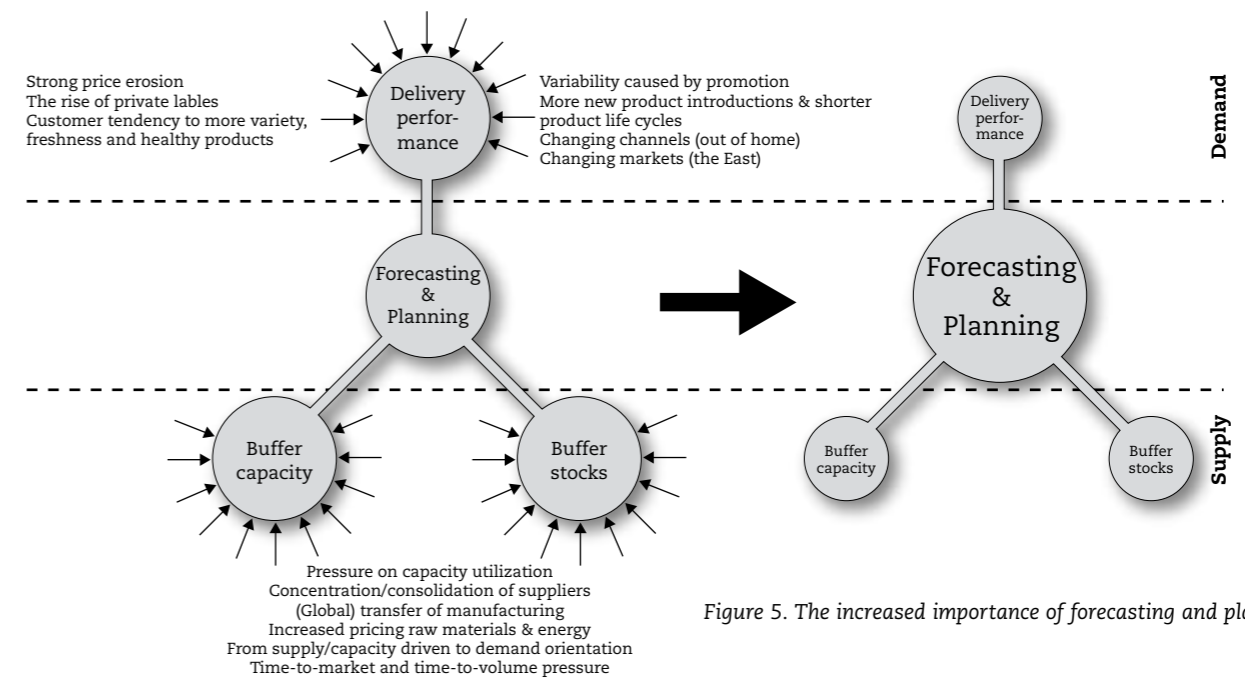 Strong price erosion
The rise of private lables
Customer tendency to more variety,
freshness and healthy products
Delivery
perfor-
mance
Variability caused by promotion
More new product introductions & shorter
product life cycles
Changing channels (out of home)
Changing markets (the East)
Forecasting
&
Planning
Buffer
capacity
Buffer
stocks
Pressure on capacity utilization
Concentration/consolidation of suppliers
(Global) transfer of manufacturing
Increased pricing raw materials & energy
From supply/capacity driven to demand orientation
Time-to-market and time-to-volume pressure
Delivery
perfor-
mance
Forecasting
&
Planning
Buffer
capacity
Buffer
stocks
Demand
Supply
Figure 5. The increased importance of forecasting and